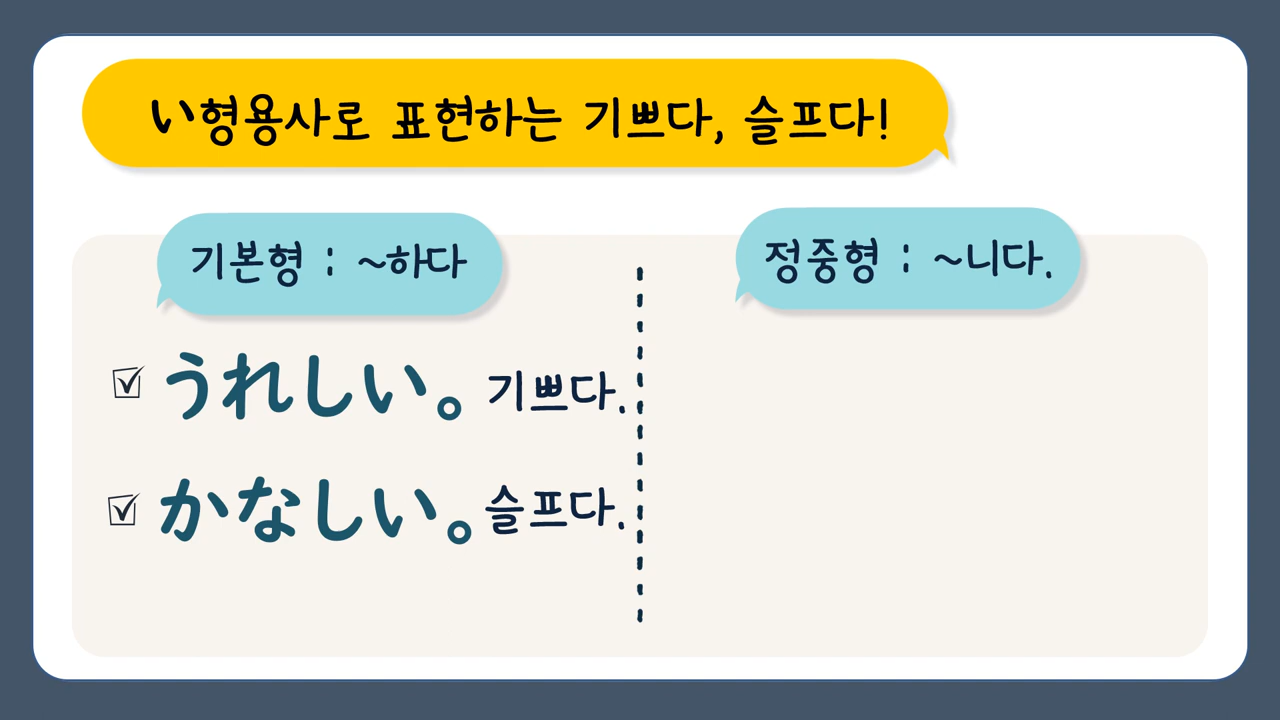 い형용사로 표현하는 기쁘다, 슬프다!
기본형 : ~하다
정중형 : ~니다.
☑ うれしい。 기쁘다.
☑ かなしい。 슬프다.